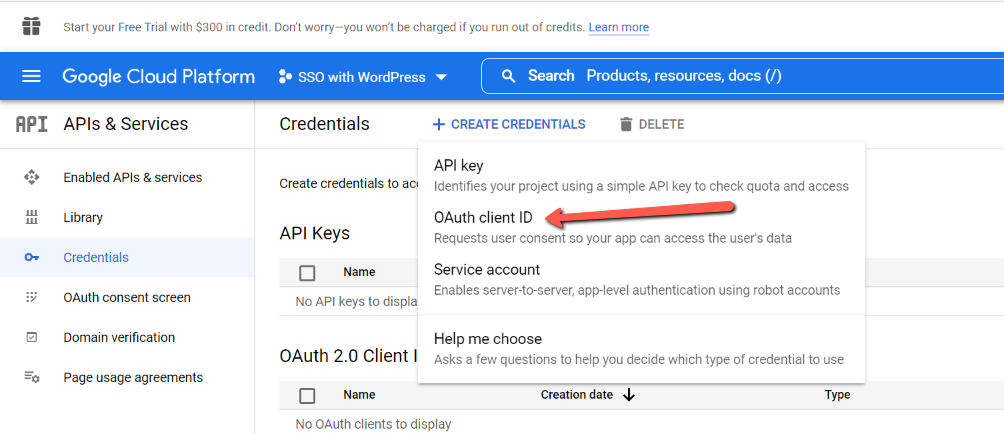 Start your Free Trial with $300 in credit. Don't worry—you won't be charged if you run out of credits. Learn more
Google Cloud Platform
SSO with WordPress
Search Products, resources, docs (/)
API APIs & Services
Credentials
CREATE CREDENTIALS
DELETE
Enabled APIs & services
Library
Credentials
OAuth consent screen
Domain verification
Page usage agreements
Create credentials to acc
API key
Identifies your project using a simple API key to check quota and access
OAuth client ID
Requests user consent so your app can access the user's data
Service account
Enables server-to-server, app-level authentication using robot accounts
Help me choose
Asks a few questions to help you decide which type of credential to use
API Keys
Name
No API keys to displa
OAuth 2.0 Client I
Name
Creation date
Type
No OAuth clients to display